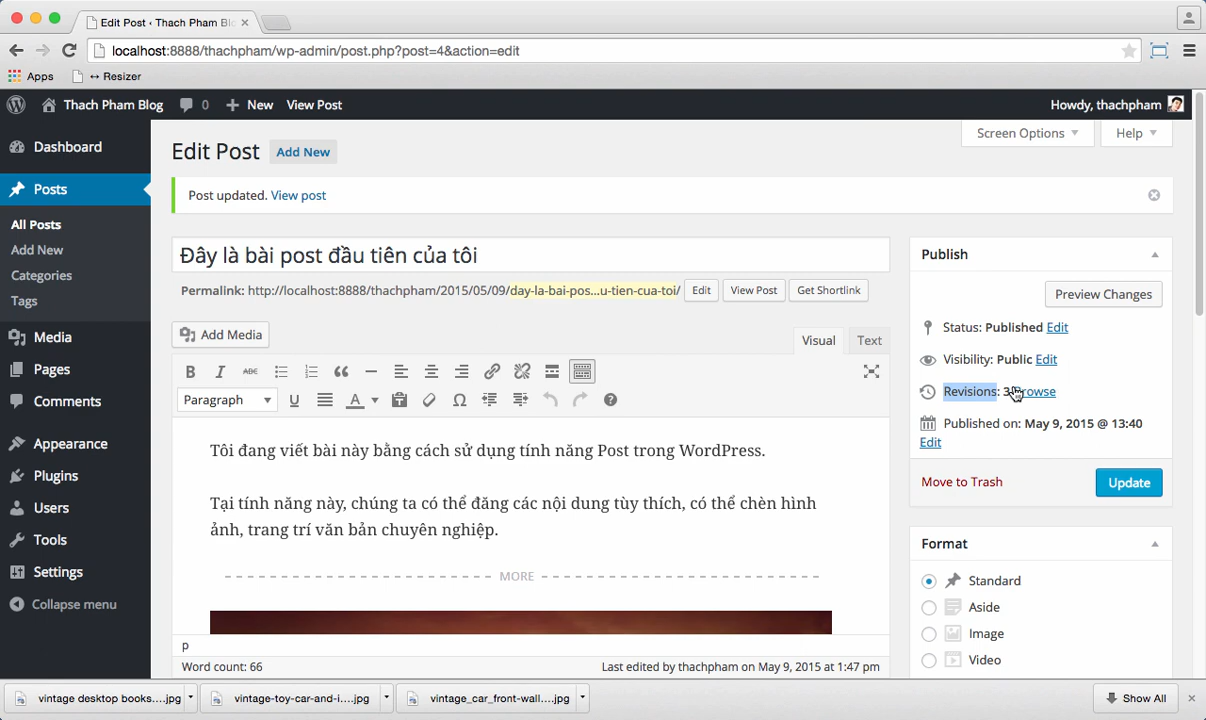 Edit Post ‹ Thach Pham Blo
localhost:8888/thachpham/wp-admin/post.php?post=4&action=edit
Apps
↔ Resizer
Thach Pham Blog
0
New
View Post
Howdy, thachpham
Screen Options
Help
Dashboard
Posts
All Posts
Add New
Categories
Tags
Media
Pages
Comments
Appearance
Plugins
Users
Tools
Settings
Collapse menu
Edit Post
Add New
Post updated. View post
Đây là bài post đầu tiên của tôi
Permalink: http://localhost:8888/thachpham/2015/05/09/day-la-bai-pos...u-tien-cua-toi/
Edit
View Post
Get Shortlink
Add Media
Visual
Text
B I ABC
Paragraph
U
A
Ω
Tôi đang viết bài này bằng cách sử dụng tính năng Post trong WordPress.
Tại tính năng này, chúng ta có thể đăng các nội dung tùy thích, có thể chèn hình
ảnh, trang trí văn bản chuyên nghiệp.
MORE
p
Word count: 66
Last edited by thachpham on May 9, 2015 at 1:47 pm
Publish
Preview Changes
Status: Published Edit
Visibility: Public Edit
Revisions: 3 Browse
Published on: May 9, 2015 @ 13:40
Edit
Move to Trash
Update
Format
Standard
Aside
Image
Video
vintage desktop books....jpg
vintage-toy-car-and-i....jpg
vintage_car_front-wall....jpg
Show All